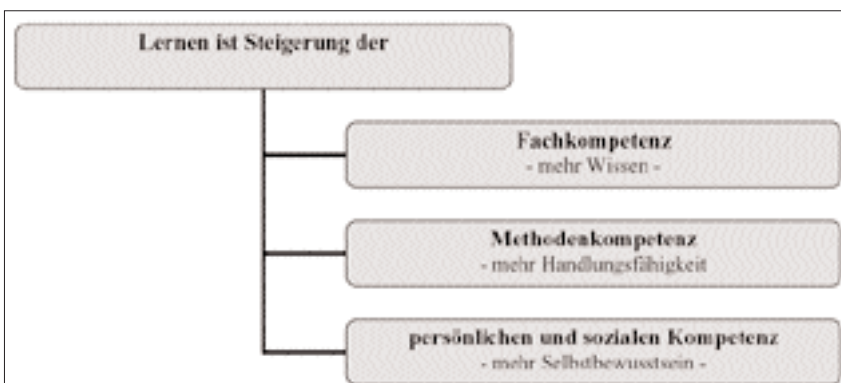 Lernen ist Steigerung der
Fachkompetenz
- mehr Wissen -
Methodenkompetenz
- mehr Handlungsfähigkeit
persönlichen und sozialen Kompetenz
- mehr Selbstbewusstsein -